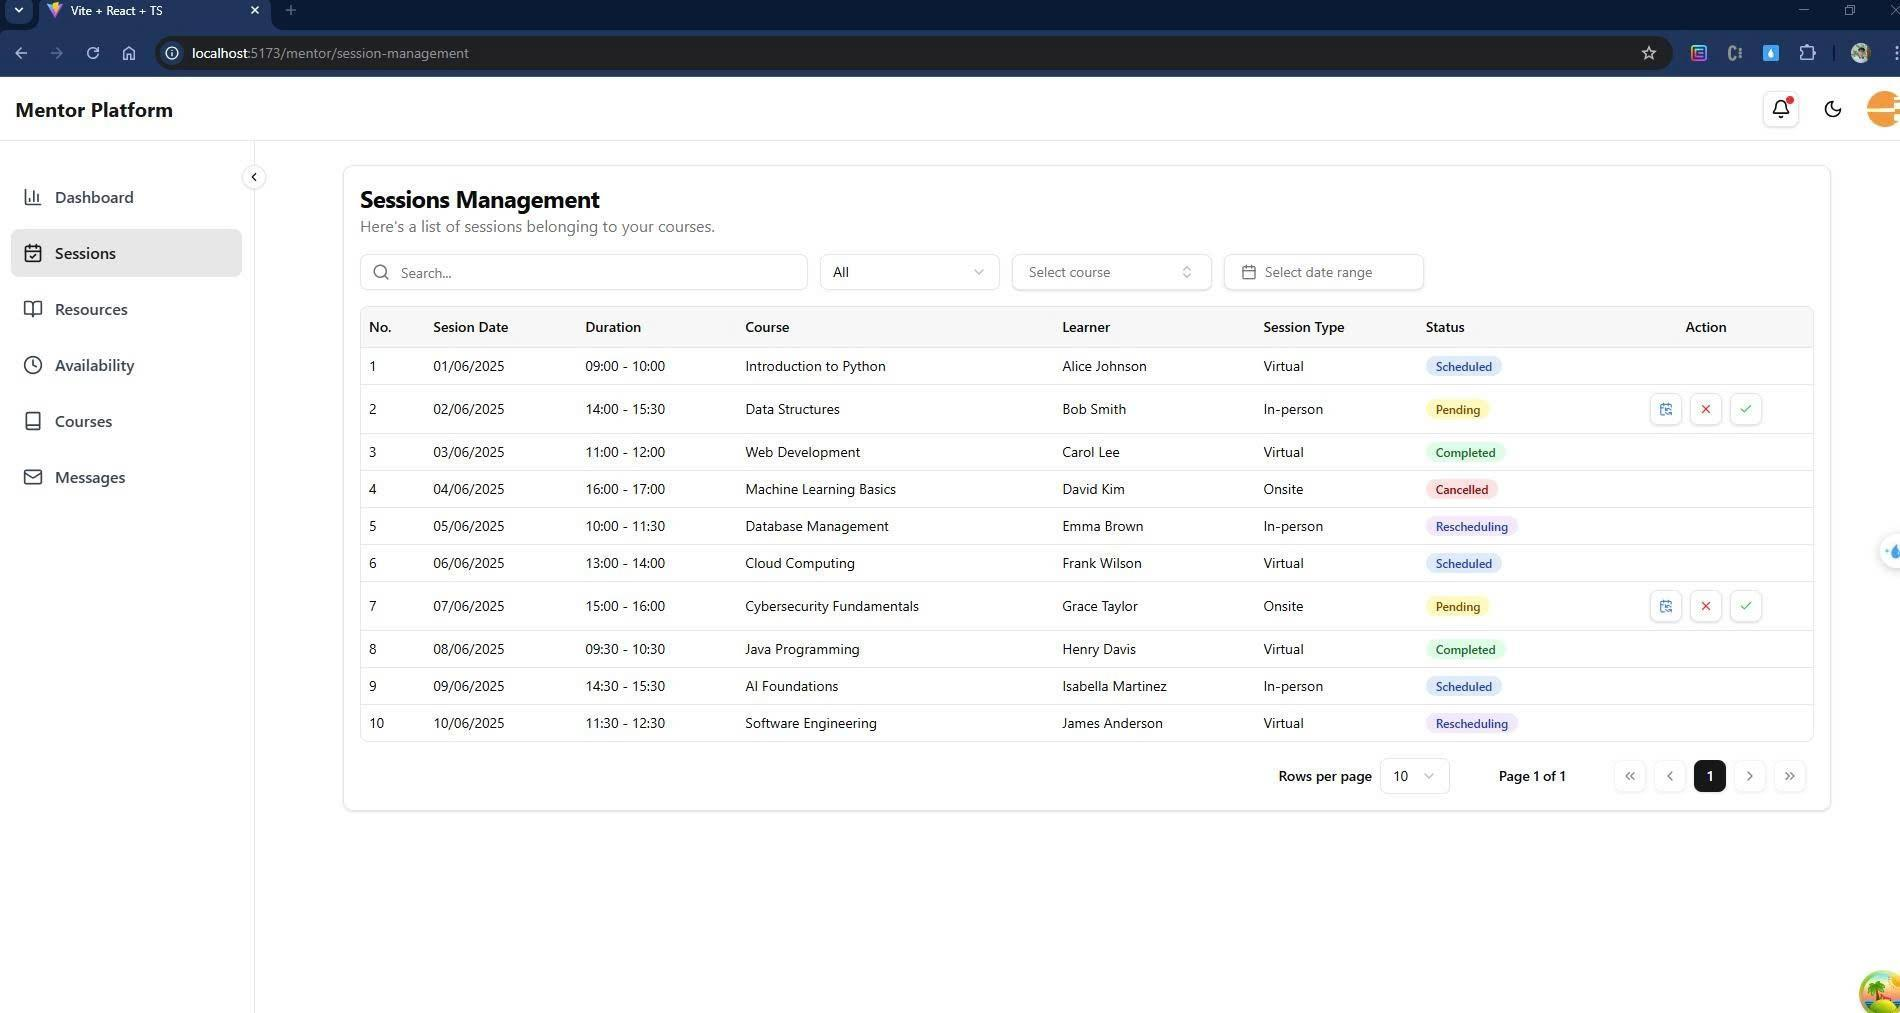 Vite + React + TS
localhost:5173/mentor/session-management
Mentor Platform
Dashboard
Sessions
Resources
Availability
Courses
Messages
Sessions Management
Here's a list of sessions belonging to your courses.
Search... All Select course Select date range
No. Sesion Date Duration Course Learner Session Type Status Action
1 01/06/2025 09:00 - 10:00 Introduction to Python Alice Johnson Virtual Scheduled
2 02/06/2025 14:00 - 15:30 Data Structures Bob Smith In-person Pending
3 03/06/2025 11:00 - 12:00 Web Development Carol Lee Virtual Completed
4 04/06/2025 16:00 - 17:00 Machine Learning Basics David Kim Onsite Cancelled
5 05/06/2025 10:00 - 11:30 Database Management Emma Brown In-person Rescheduling
6 06/06/2025 13:00 - 14:00 Cloud Computing Frank Wilson Virtual Scheduled
7 07/06/2025 15:00 - 16:00 Cybersecurity Fundamentals Grace Taylor Onsite Pending
8 08/06/2025 09:30 - 10:30 Java Programming Henry Davis Virtual Completed
9 09/06/2025 14:30 - 15:30 AI Foundations Isabella Martinez In-person Scheduled
10 10/06/2025 11:30 - 12:30 Software Engineering James Anderson Virtual Rescheduling
Rows per page 10 Page 1 of 1 « ‹ 1 › »